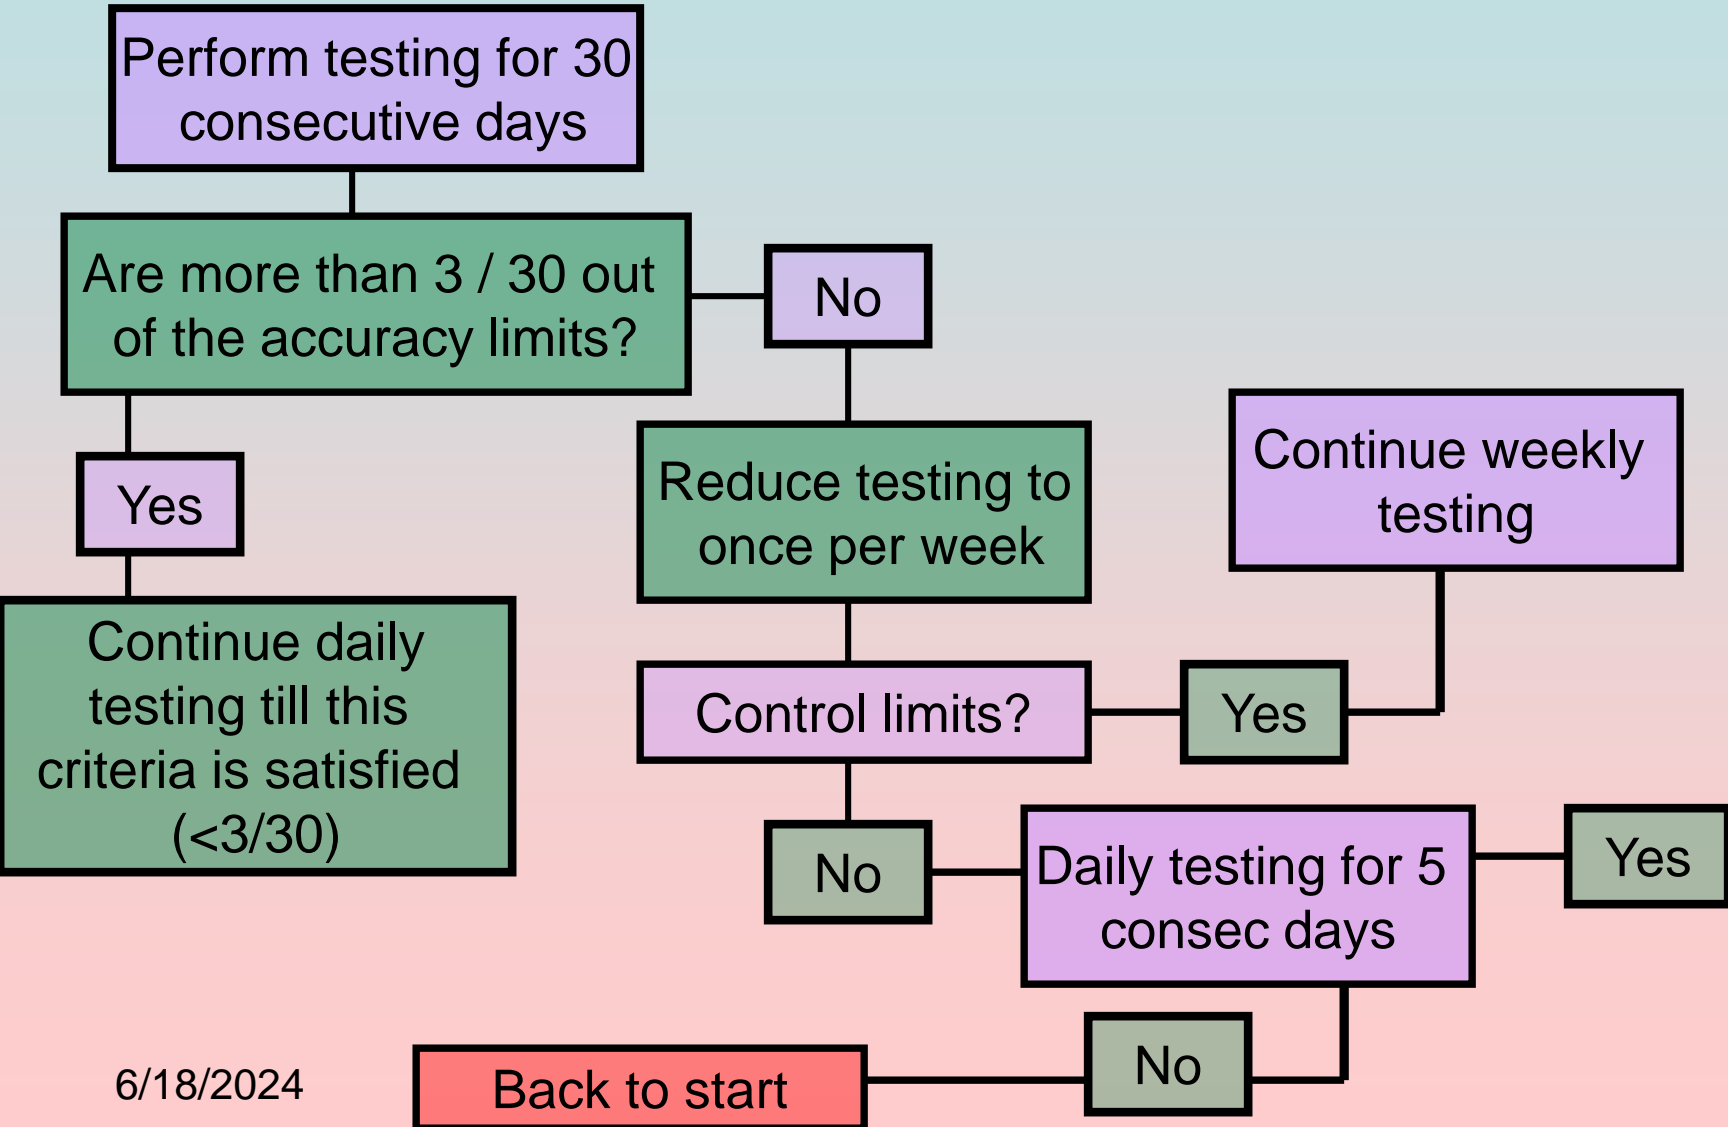 Perform testing for 30
consecutive days
Are more than 3 / 30 out
of the accuracy limits?
No
Yes
Continue daily
testing till this
criteria is satisfied
(<3/30)
Reduce testing to
once per week
Continue weekly
testing
Control limits?
Yes
No
Daily testing for 5
consec days
Yes
No
Back to start
6/18/2024